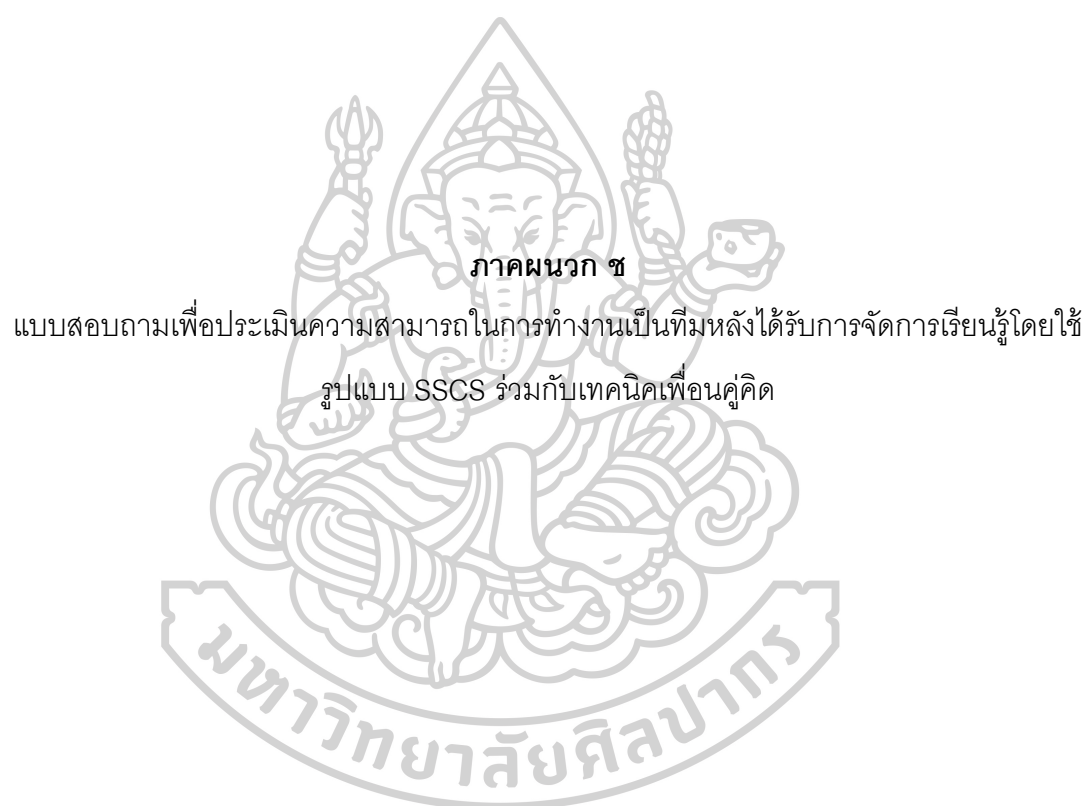 ภาคผนวก ช
แบบสอบถามเพื่อประเมินความสามารถในการทำงานเป็นทีมหลังได้รับการจัดการเรียนรู้โดยใช้
รูปแบบ SSCS ร่วมกับเทคนิคเพื่อนคู่คิด
มหาวิทยาลัยศิลปากร